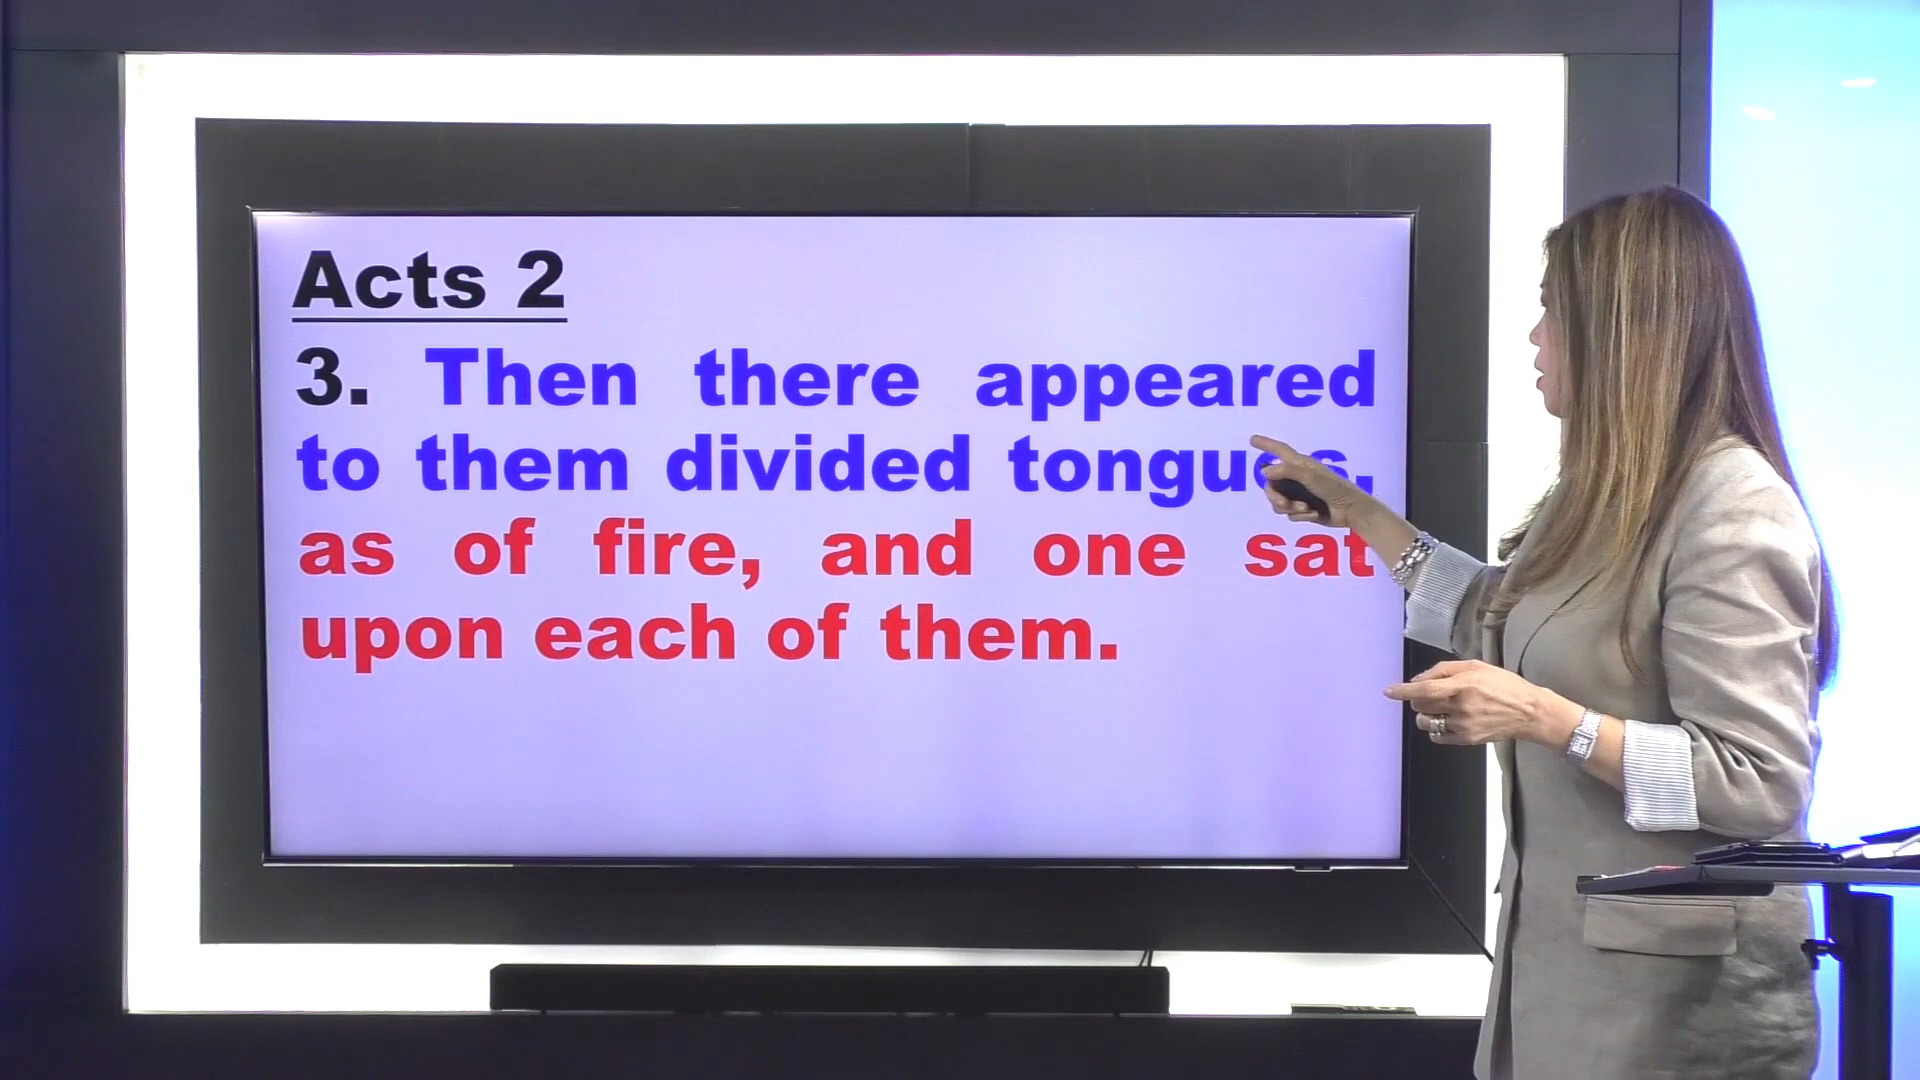 Acts 2
3. Then there appeared
to them divided tongues,
as of fire, and one sat
upon each of them.